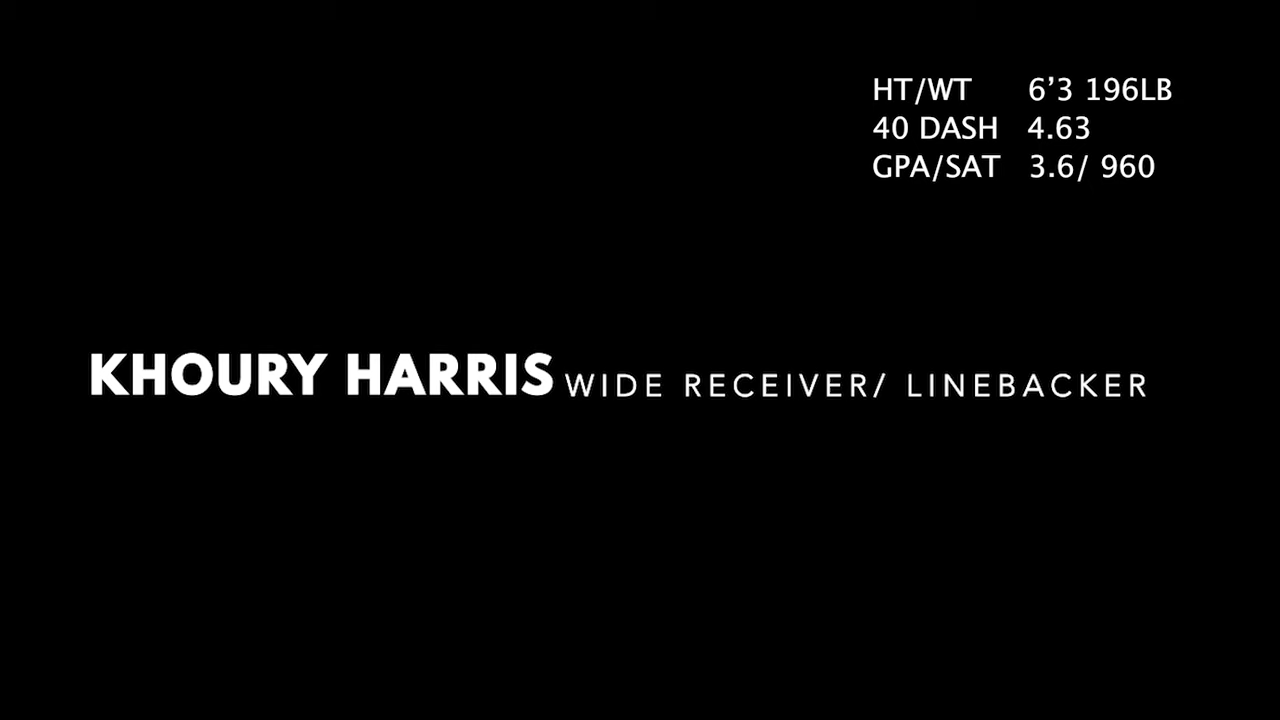 HT/WT 6’3 196LB
40 DASH 4.63
GPA/SAT 3.6/ 960
KHOURY HARRIS WIDE RECEIVER/ LINEBACKER